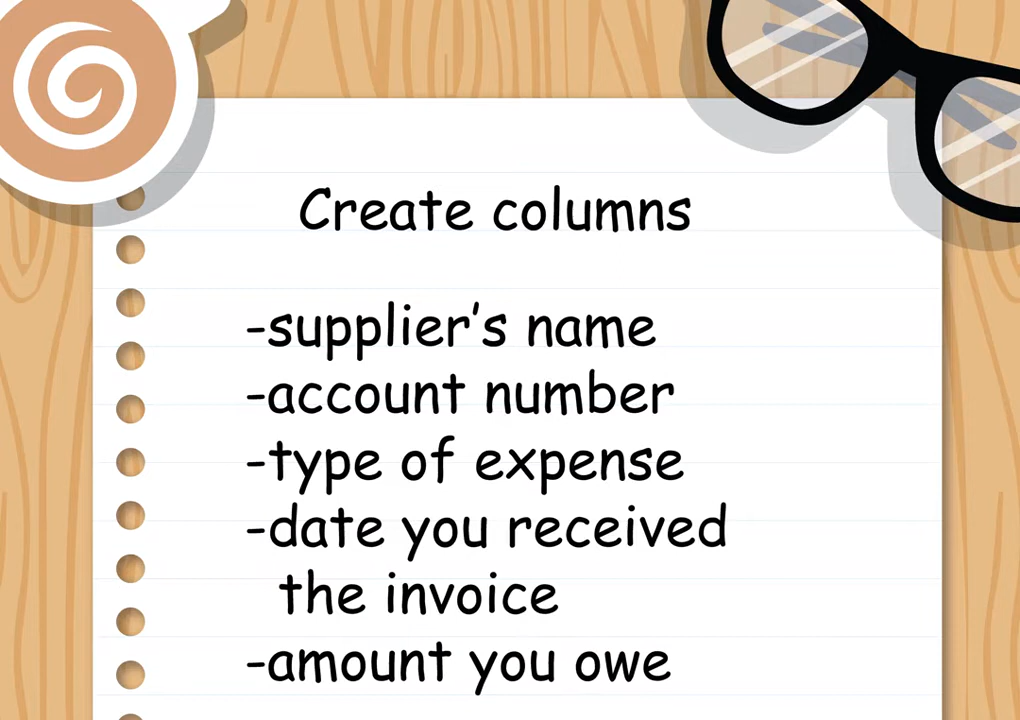 Create columns
-supplier’s name
-account number
-type of expense
-date you received
the invoice
-amount you owe